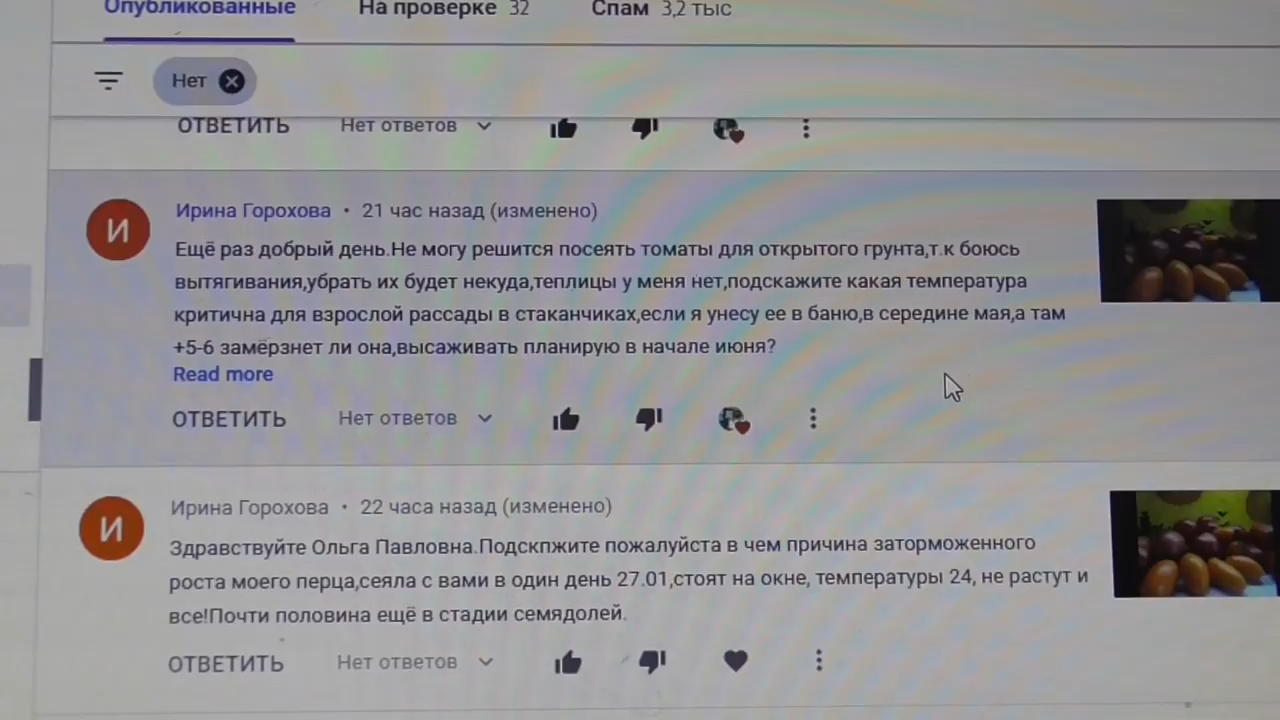 Опубликованные На проверке 32 Спам 3,2 тыс
Нет
ОТВЕТИТЬ Нет ответов
И
Ирина Горохова • 21 час назад (изменено)
Ещё раз добрый день.Не могу решится посеять томаты для открытого грунта,т.к боюсь
вытягивания,убрать их будет некуда,теплицы у меня нет,подскажите какая температура
критична для взрослой рассады в стаканчиках,если я унесу ее в баню,в середине мая,а там
+5-6 замёрзнет ли она,высаживать планирую в начале июня?
Read more
ОТВЕТИТЬ Нет ответов
И
Ирина Горохова • 22 часа назад (изменено)
Здравствуйте Ольга Павловна.Подскпжите пожалуйста в чем причина заторможенного
роста моего перца,сеяла с вами в один день 27.01,стоят на окне, температуры 24, не растут и
все!Почти половина ещё в стадии семядолей.
ОТВЕТИТЬ Нет ответов